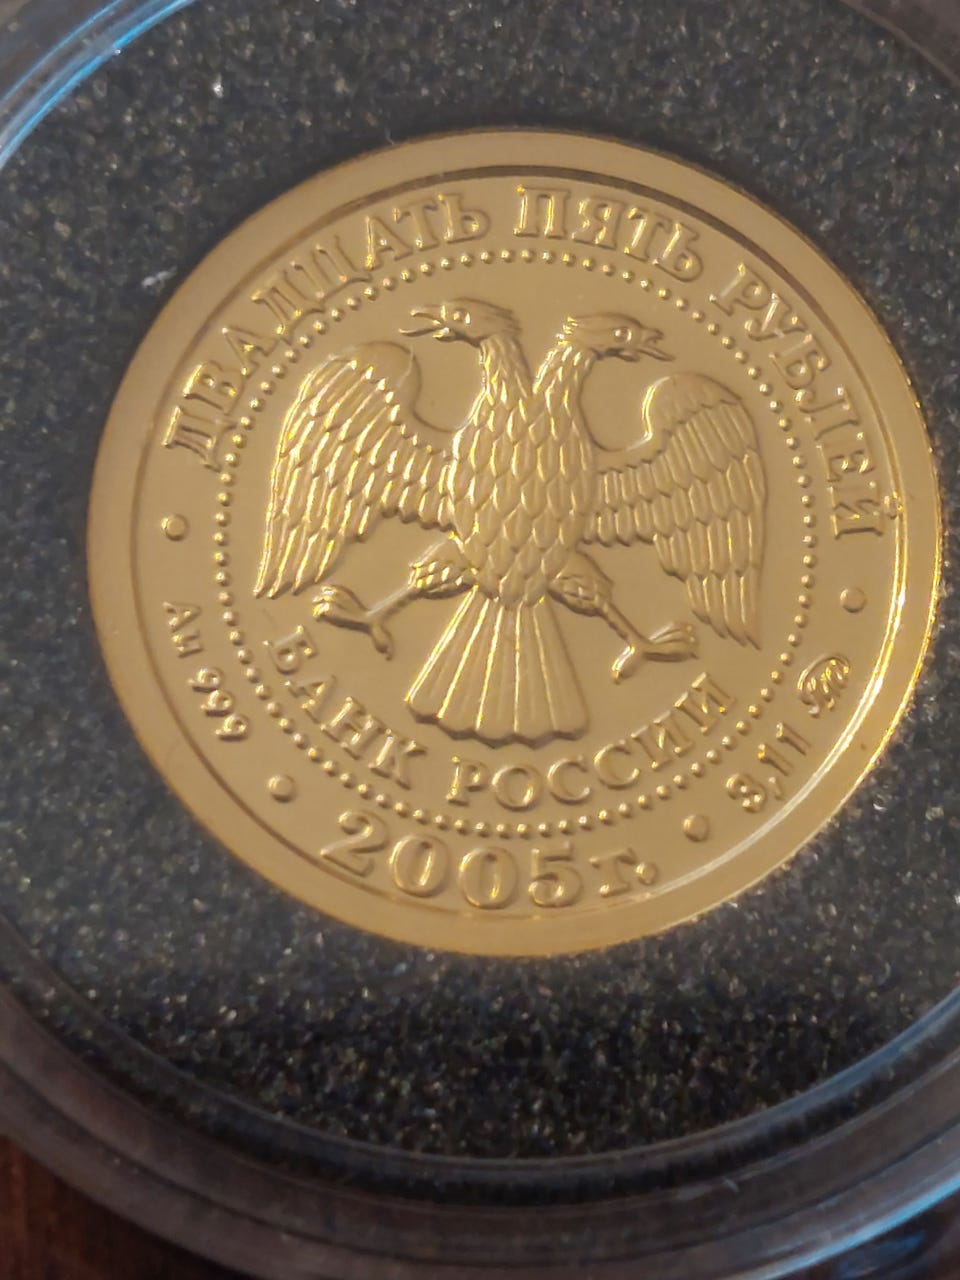 ДВАДЦАТЬ ПЯТЬ РУБЛЕЙ
БАНК РОССИИ
Au 999
2005г.
3,11